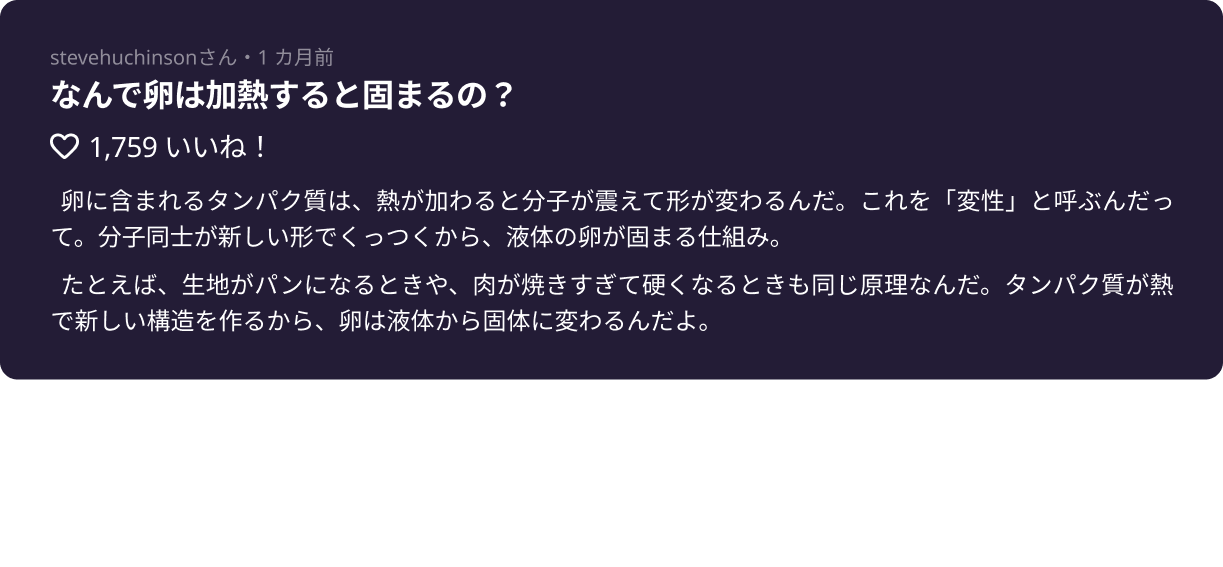 stevehuchinsonさん・1 カ月前
なんで卵は加熱すると固まるの？
1,759 いいね！
卵に含まれるタンパク質は、熱が加わると分子が震えて形が変わるんだ。これを「変性」と呼ぶんだっ
て。分子同士が新しい形でくっつくから、液体の卵が固まる仕組み。
たとえば、生地がパンになるときや、肉が焼きすぎて硬くなるときも同じ原理なんだ。タンパク質が熱
で新しい構造を作るから、卵は液体から固体に変わるんだよ。